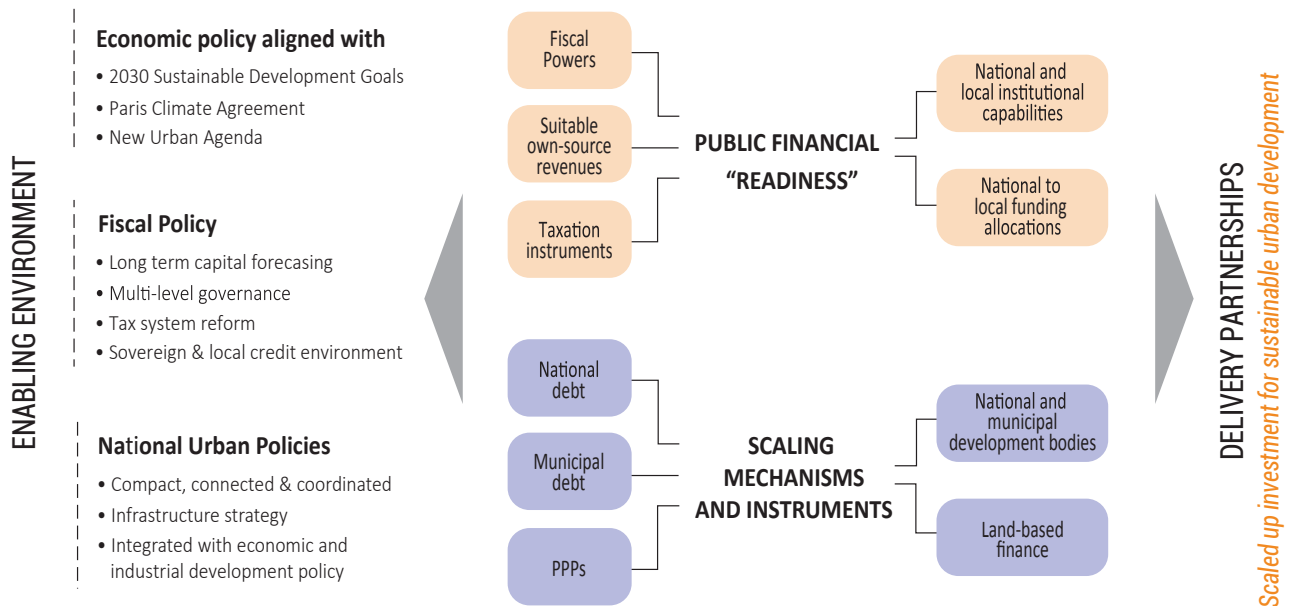 ENABLING ENVIRONMENT
Economic policy aligned with
• 2030 Sustainable Development Goals
• Paris Climate Agreement
• New Urban Agenda
Fiscal Policy
• Long term capital forecasing
• Multi-level governance
• Tax system reform
• Sovereign & local credit environment
National Urban Policies
• Compact, connected & coordinated
• Infrastructure strategy
• Integrated with economic and
industrial development policy
Fiscal
Powers
Suitable
own-source
revenues
Taxation
instruments
PUBLIC FINANCIAL
“READINESS”
National and
local institutional
capabilities
National to
local funding
allocations
National
debt
Municipal
debt
PPPs
SCALING
MECHANISMS
AND INSTRUMENTS
National and
municipal
development bodies
Land-based
finance
DELIVERY PARTNERSHIPS
Scaled up investment for sustainable urban development